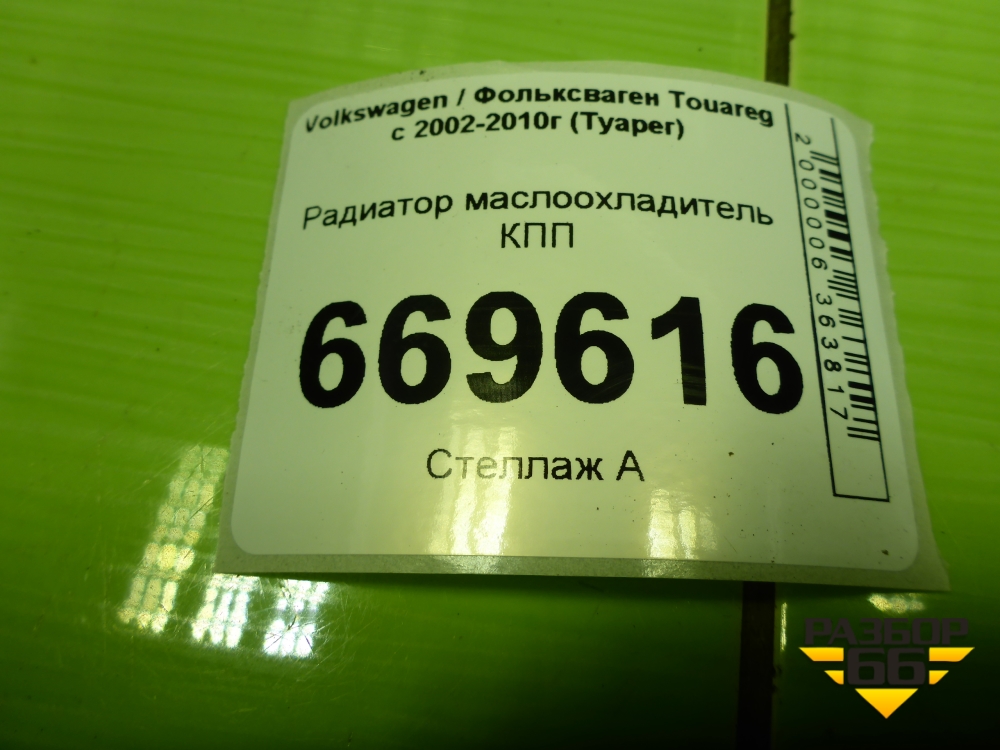 Volkswagen / Фольксваген Touareg
с 2002-2010г (Туарег)
Радиатор маслоохладитель
КПП
669616
Стеллаж А
2000006363817
РАЗБОР
66